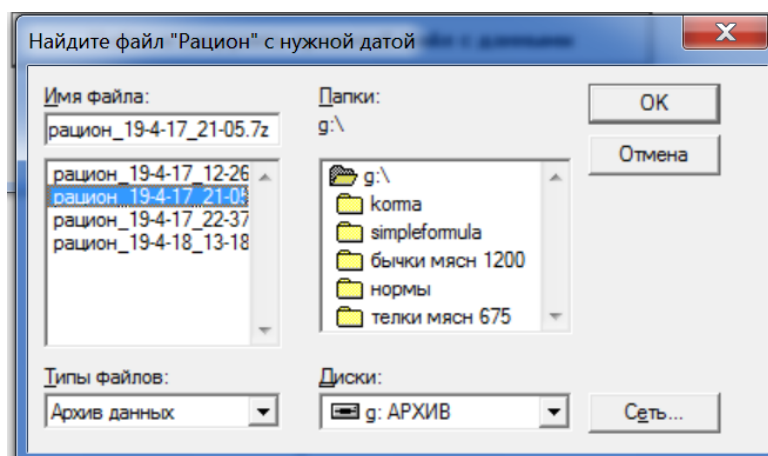 Найдите файл "Рацион" с нужной датой
Имя файла:
рацион_19-4-17_21-05.7z
рацион_19-4-17_12-26
рацион_19-4-17_21-05
рацион_19-4-17_22-37
рацион_19-4-18_13-18
Типы файлов:
Архив данных
Папки:
g:\
g:\
korma
simpleformula
бычки мясн 1200
нормы
телки мясн 675
Диски:
g: АРХИВ
OK
Отмена
Сеть...